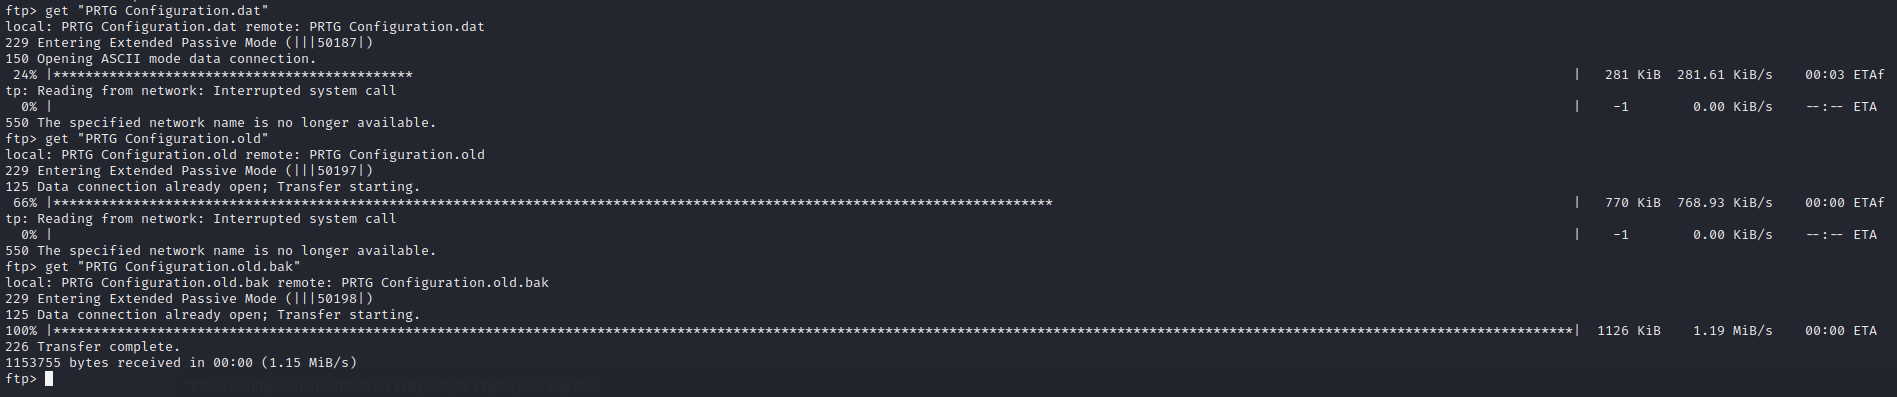 ftp> get "PRTG Configuration.dat"
local: PRTG Configuration.dat remote: PRTG Configuration.dat
229 Entering Extended Passive Mode (|||50187|)
150 Opening ASCII mode data connection.
24% |********************************************* | 281 KiB 281.61 KiB/s 00:03 ETAf
tp: Reading from network: Interrupted system call
0% | | -1 0.00 KiB/s --:-- ETA
550 The specified network name is no longer available.
ftp> get "PRTG Configuration.old"
local: PRTG Configuration.old remote: PRTG Configuration.old
229 Entering Extended Passive Mode (|||50197|)
125 Data connection already open; Transfer starting.
66% |***************************************************************************************************************************** | 770 KiB 768.93 KiB/s 00:00 ETAf
tp: Reading from network: Interrupted system call
0% | | -1 0.00 KiB/s --:-- ETA
550 The specified network name is no longer available.
ftp> get "PRTG Configuration.old.bak"
local: PRTG Configuration.old.bak remote: PRTG Configuration.old.bak
229 Entering Extended Passive Mode (|||50198|)
125 Data connection already open; Transfer starting.
100% |**********************************************************************************************************************************************************************************************| 1126 KiB 1.19 MiB/s 00:00 ETA
226 Transfer complete.
1153755 bytes received in 00:00 (1.15 MiB/s)
ftp>